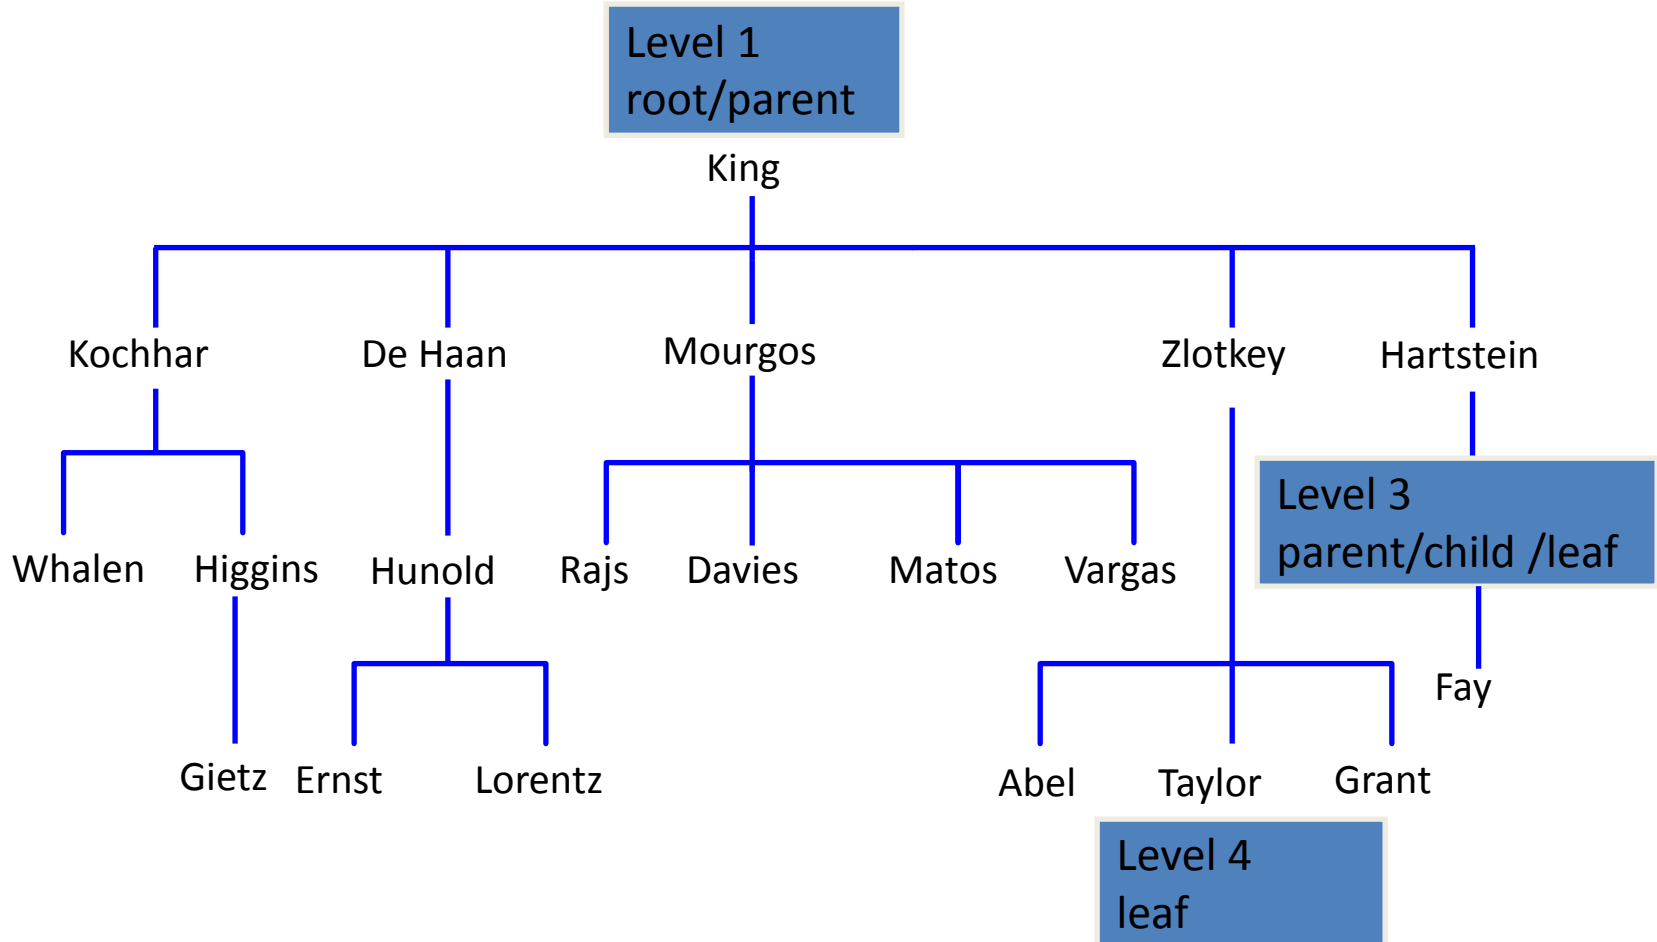 Level 1
root/parent
King
Kochhar De Haan Mourgos Zlotkey Hartstein
Level 3
parent/child /leaf
Whalen Higgins Hunold Rajs Davies Matos Vargas
Fay
Gietz Ernst Lorentz Abel Taylor Grant
Level 4
leaf